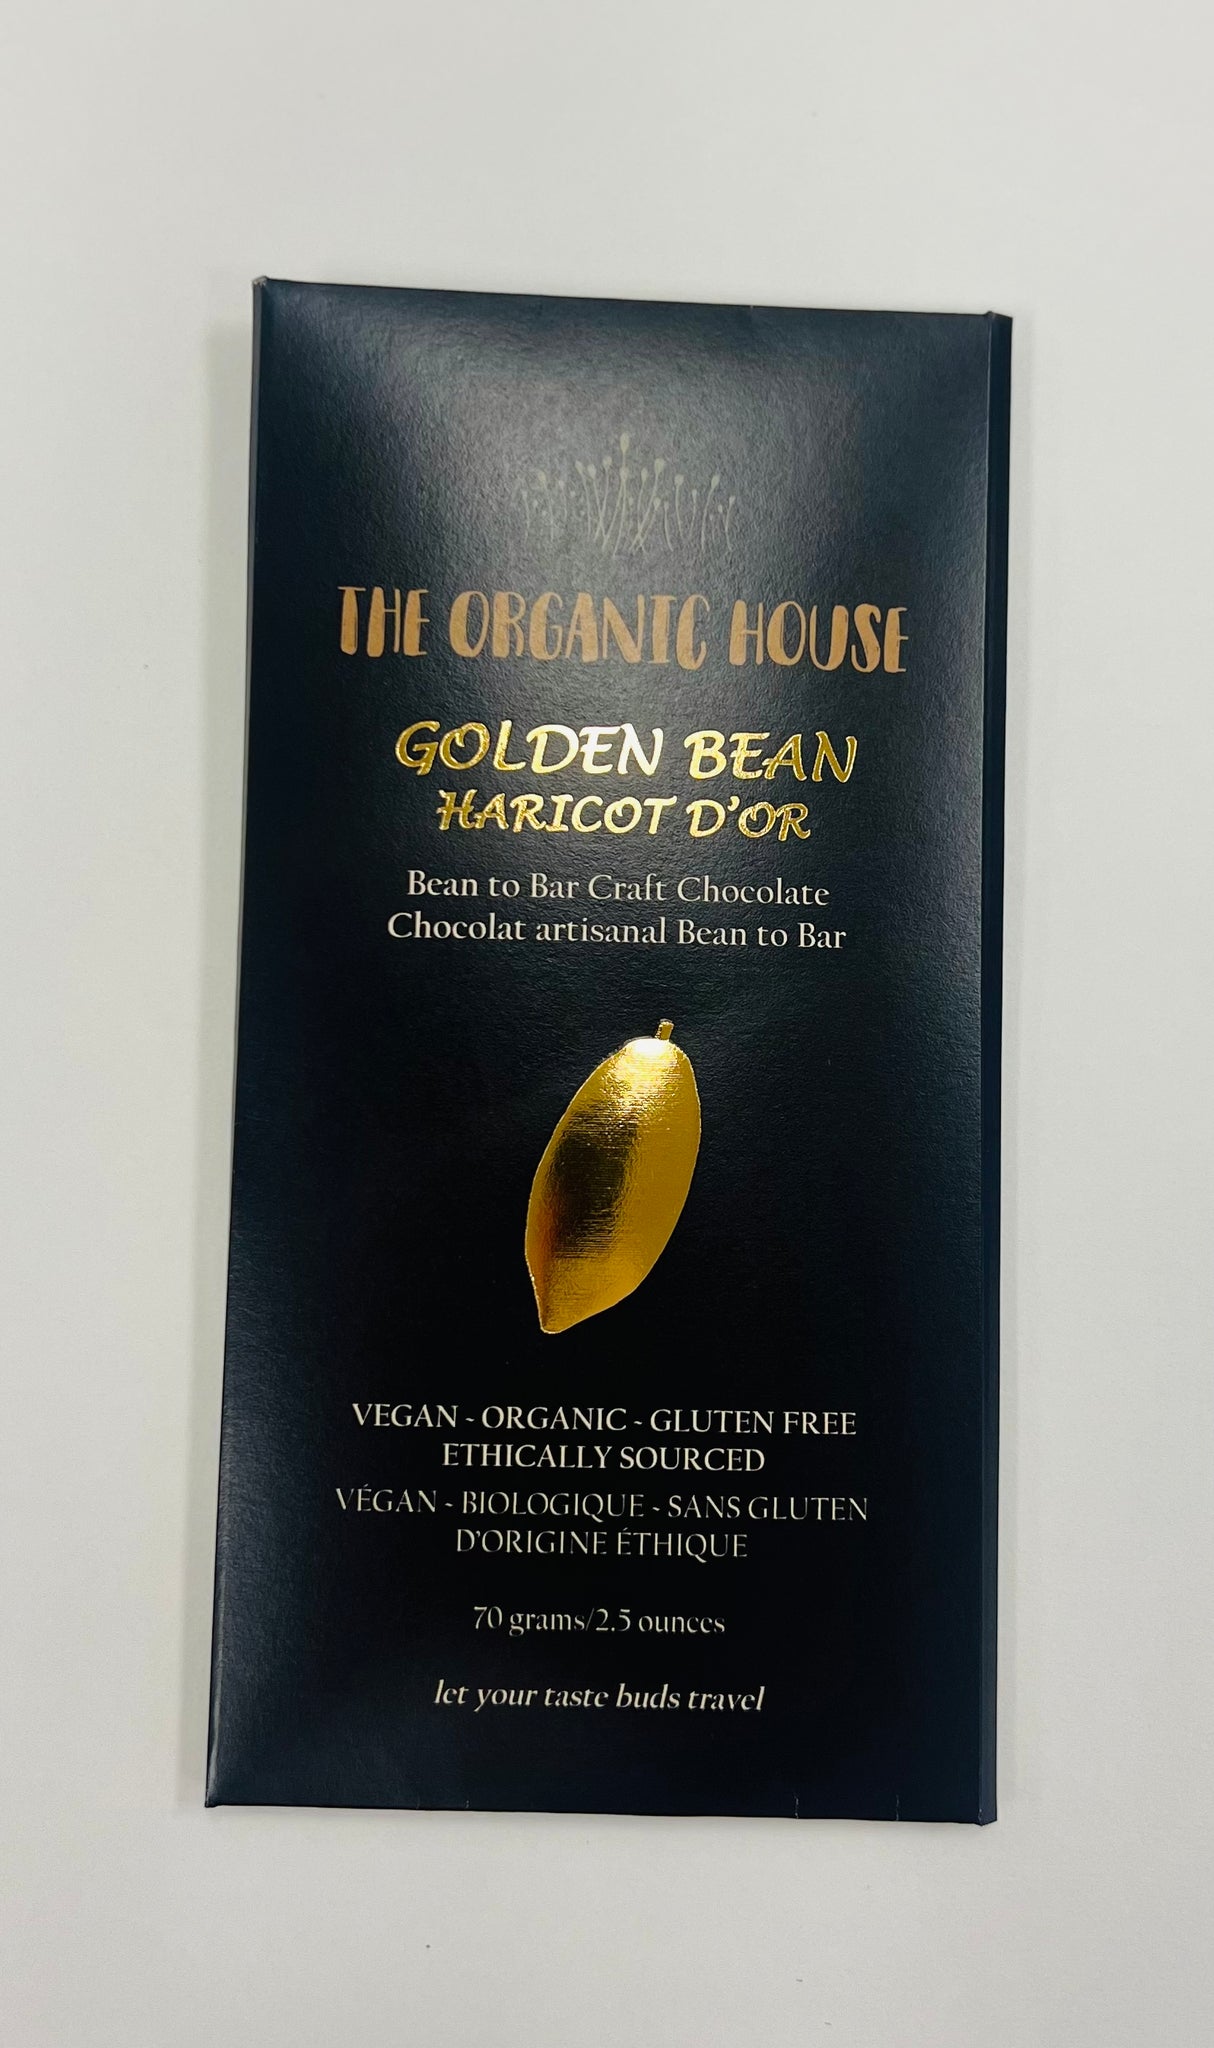 THE ORGANIC HOUSE
GOLDEN BEAN
HARICOT D'OR
Bean to Bar Craft Chocolate
Chocolat artisanal Bean to Bar
VEGAN - ORGANIC - GLUTEN FREE
ETHICALLY SOURCED
VÉGAN - BIOLOGIQUE - SANS GLUTEN
D'ORIGINE ÉTHIQUE
70 grams/2.5 ounces
let your taste buds travel